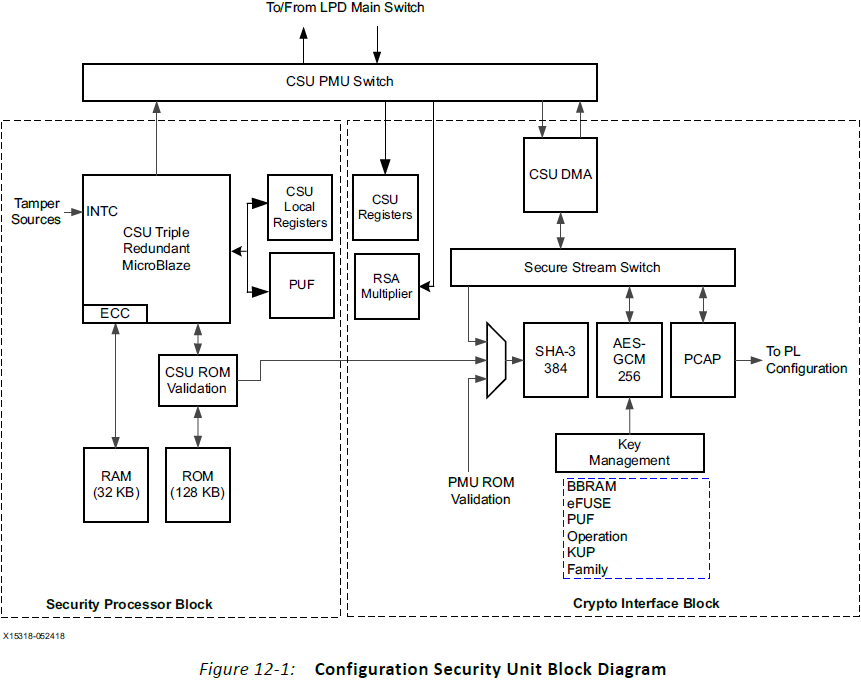 To/From LPD Main Switch
CSU PMU Switch
Tamper
Sources
INTC
CSU Triple
Redundant
MicroBlaze
ECC
CSU
Local
Registers
PUF
CSU ROM
Validation
RAM
(32 KB)
ROM
(128 KB)
Security Processor Block
CSU
Registers
RSA
Multiplier
CSU DMA
Secure Stream Switch
SHA-3
384
AES-
GCM
256
PCAP
To PL
Configuration
Key
Management
PMU ROM
Validation
BBRAM
eFUSE
PUF
Operation
KUP
Family
Crypto Interface Block
X15318-052418
Figure 12-1: Configuration Security Unit Block Diagram